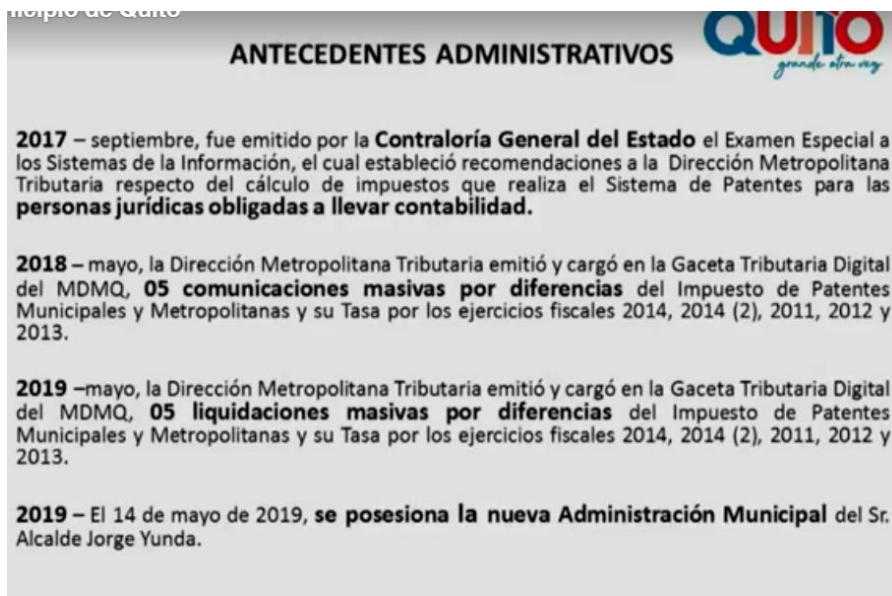 nicipio de Quito
QUITO
grande otra vez
ANTECEDENTES ADMINISTRATIVOS
2017 – septiembre, fue emitido por la Contraloría General del Estado el Examen Especial a
los Sistemas de la Información, el cual estableció recomendaciones a la Dirección Metropolitana
Tributaria respecto del cálculo de impuestos que realiza el Sistema de Patentes para las
personas jurídicas obligadas a llevar contabilidad.
2018 – mayo, la Dirección Metropolitana Tributaria emitió y cargó en la Gaceta Tributaria Digital
del MDMQ, 05 comunicaciones masivas por diferencias del Impuesto de Patentes
Municipales y Metropolitanas y su Tasa por los ejercicios fiscales 2014, 2014 (2), 2011, 2012 y
2013.
2019 –mayo, la Dirección Metropolitana Tributaria emitió y cargó en la Gaceta Tributaria Digital
del MDMQ, 05 liquidaciones masivas por diferencias del Impuesto de Patentes
Municipales y Metropolitanas y su Tasa por los ejercicios fiscales 2014, 2014 (2), 2011, 2012 y
2013.
2019 – El 14 de mayo de 2019, se posesiona la nueva Administración Municipal del Sr.
Alcalde Jorge Yunda.